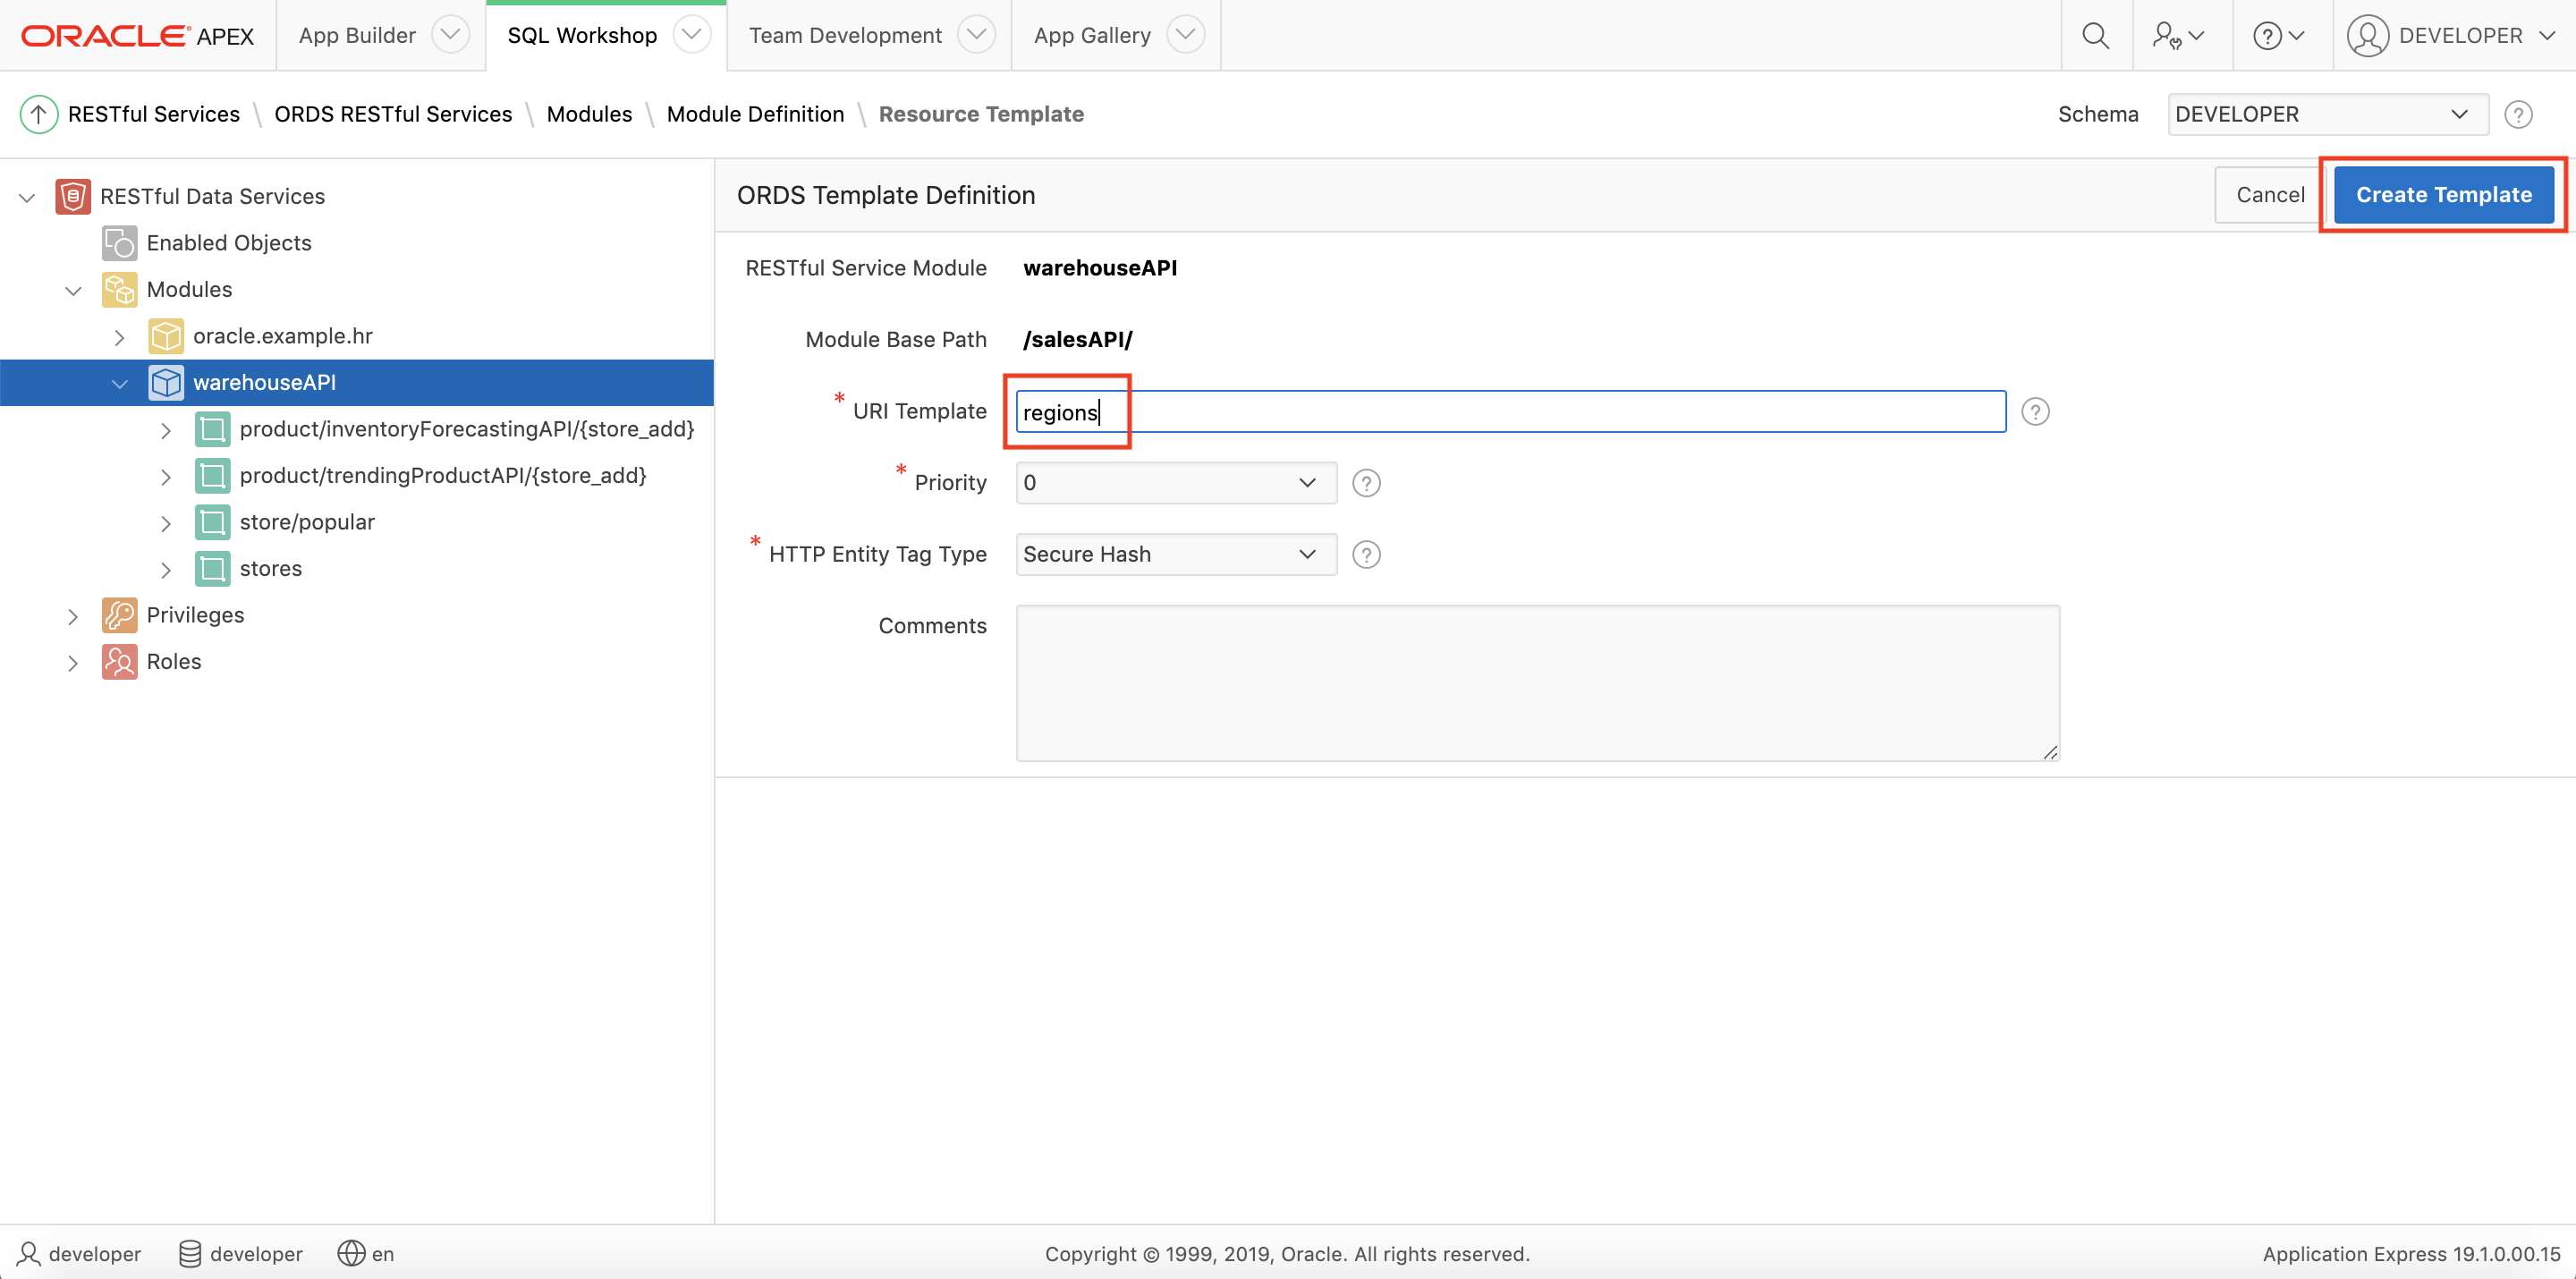 ORACLE APEX App Builder SQL Workshop Team Development App Gallery DEVELOPER
RESTful Services \ ORDS RESTful Services \ Modules \ Module Definition \ Resource Template Schema DEVELOPER
RESTful Data Services
Enabled Objects
Modules
oracle.example.hr
warehouseAPI
product/inventoryForecastingAPI/{store_add}
product/trendingProductAPI/{store_add}
store/popular
stores
Privileges
Roles
ORDS Template Definition Cancel Create Template
RESTful Service Module warehouseAPI
Module Base Path /salesAPI/
* URI Template regions
* Priority 0
* HTTP Entity Tag Type Secure Hash
Comments
developer developer en Copyright © 1999, 2019, Oracle. All rights reserved. Application Express 19.1.0.00.15